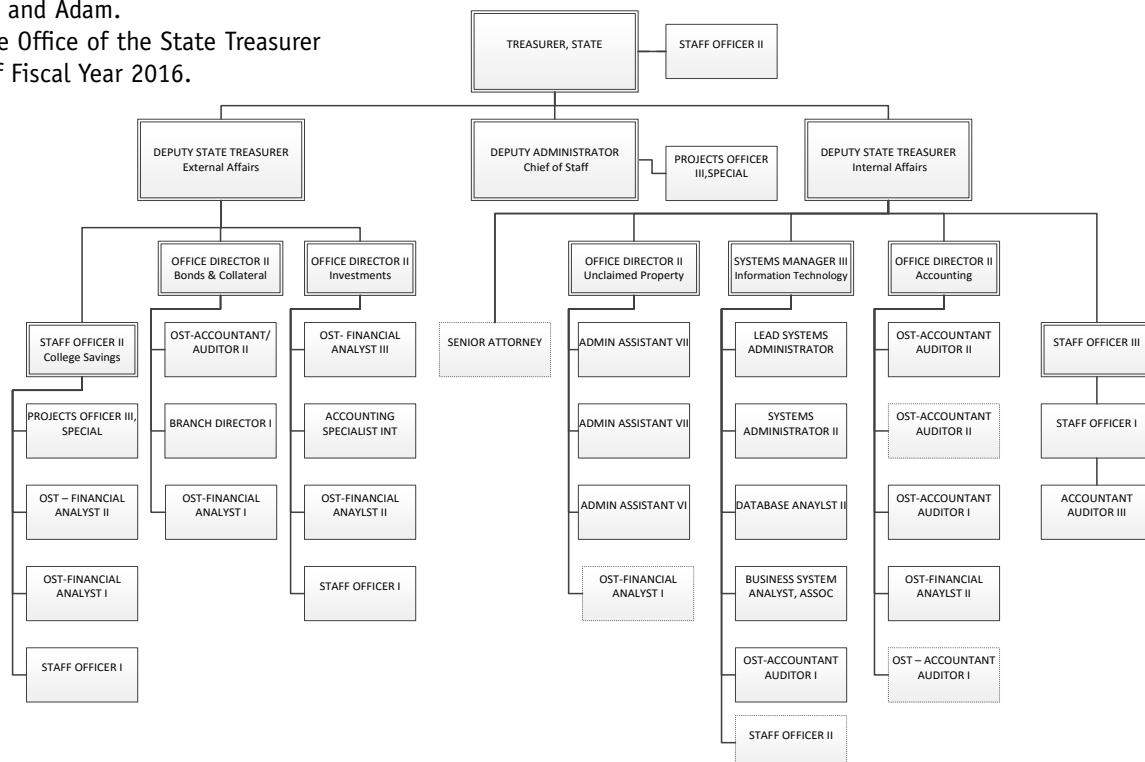 and Adam.
e Office of the State Treasurer
f Fiscal Year 2016.
TREASURER, STATE
STAFF OFFICER II
DEPUTY STATE TREASURER
External Affairs
DEPUTY ADMINISTRATOR
Chief of Staff
PROJECTS OFFICER
III,SPECIAL
DEPUTY STATE TREASURER
Internal Affairs
OFFICE DIRECTOR II
Bonds & Collateral
OFFICE DIRECTOR II
Investments
OFFICE DIRECTOR II
Unclaimed Property
SYSTEMS MANAGER III
Information Technology
OFFICE DIRECTOR II
Accounting
STAFF OFFICER II
College Savings
OST-ACCOUNTANT/
AUDITOR II
OST- FINANCIAL
ANALYST III
SENIOR ATTORNEY
ADMIN ASSISTANT VII
LEAD SYSTEMS
ADMINISTRATOR
OST-ACCOUNTANT
AUDITOR II
STAFF OFFICER III
PROJECTS OFFICER III,
SPECIAL
BRANCH DIRECTOR I
ACCOUNTING
SPECIALIST INT
ADMIN ASSISTANT VII
SYSTEMS
ADMINISTRATOR II
OST-ACCOUNTANT
AUDITOR II
STAFF OFFICER I
OST – FINANCIAL
ANALYST II
OST-FINANCIAL
ANALYST I
OST-FINANCIAL
ANAYLST II
ADMIN ASSISTANT VI
DATABASE ANAYLST II
OST-ACCOUNTANT
AUDITOR I
ACCOUNTANT
AUDITOR III
OST-FINANCIAL
ANALYST I
STAFF OFFICER I
OST-FINANCIAL
ANALYST I
BUSINESS SYSTEM
ANALYST, ASSOC
OST-FINANCIAL
ANAYLST II
STAFF OFFICER I
OST-ACCOUNTANT
AUDITOR I
OST – ACCOUNTANT
AUDITOR I
STAFF OFFICER II